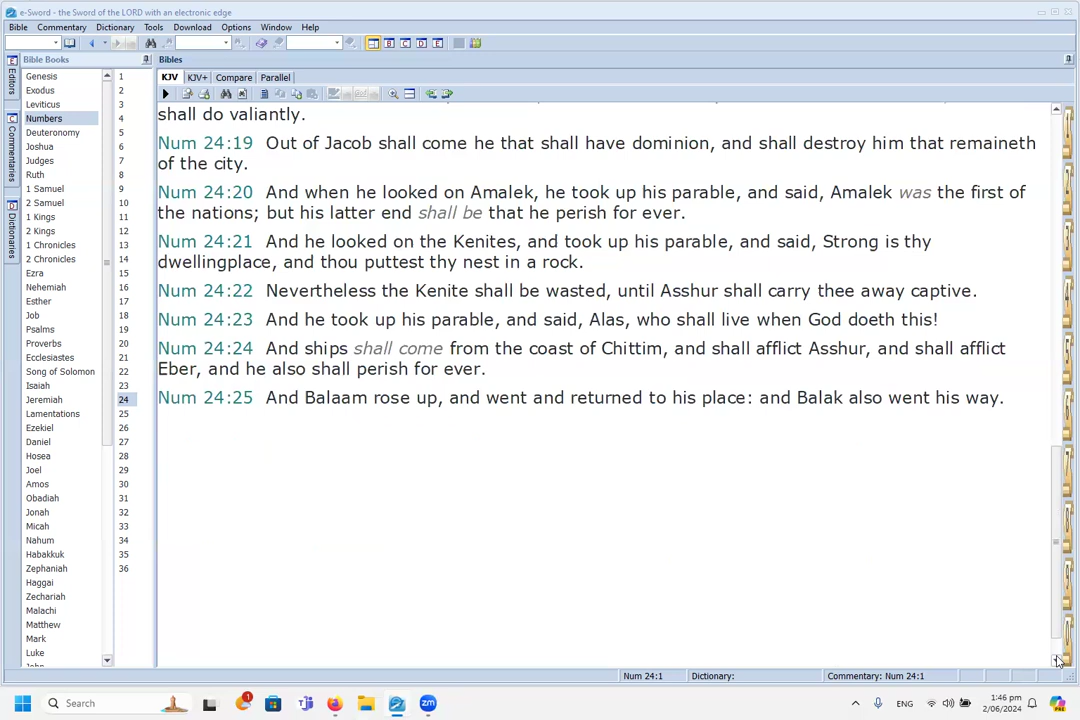 e-Sword - the Sword of the LORD with an electronic edge
Bible Commentary Dictionary Tools Download Options Window Help
Bible Books
Bibles
Editors
Commentaries
Dictionaries
Genesis 1
Exodus 2
Leviticus 3
Numbers 4
Deuteronomy 5
Joshua 6
Judges 7
Ruth 8
1 Samuel 9
2 Samuel 10
1 Kings 11
2 Kings 12
1 Chronicles 13
2 Chronicles 14
Ezra 15
Nehemiah 16
Esther 17
Job 18
Psalms 19
Proverbs 20
Ecclesiastes 21
Song of Solomon 22
Isaiah 23
Jeremiah 24
Lamentations 25
Ezekiel 26
Daniel 27
Hosea 28
Joel 29
Amos 30
Obadiah 31
Jonah 32
Micah 33
Nahum 34
Habakkuk 35
Zephaniah 36
Haggai
Zechariah
Malachi
Matthew
Mark
Luke
John
KJV KJV+ Compare Parallel
shall do valiantly.
Num 24:19 Out of Jacob shall come he that shall have dominion, and shall destroy him that remaineth
of the city.
Num 24:20 And when he looked on Amalek, he took up his parable, and said, Amalek was the first of
the nations; but his latter end shall be that he perish for ever.
Num 24:21 And he looked on the Kenites, and took up his parable, and said, Strong is thy
dwellingplace, and thou puttest thy nest in a rock.
Num 24:22 Nevertheless the Kenite shall be wasted, until Asshur shall carry thee away captive.
Num 24:23 And he took up his parable, and said, Alas, who shall live when God doeth this!
Num 24:24 And ships shall come from the coast of Chittim, and shall afflict Asshur, and shall afflict
Eber, and he also shall perish for ever.
Num 24:25 And Balaam rose up, and went and returned to his place: and Balak also went his way.
1
2
3
4
5
6
7
8
9
0
Num 24:1 Dictionary: Commentary: Num 24:1
Search
1
ENG
1:46 pm
2/06/2024